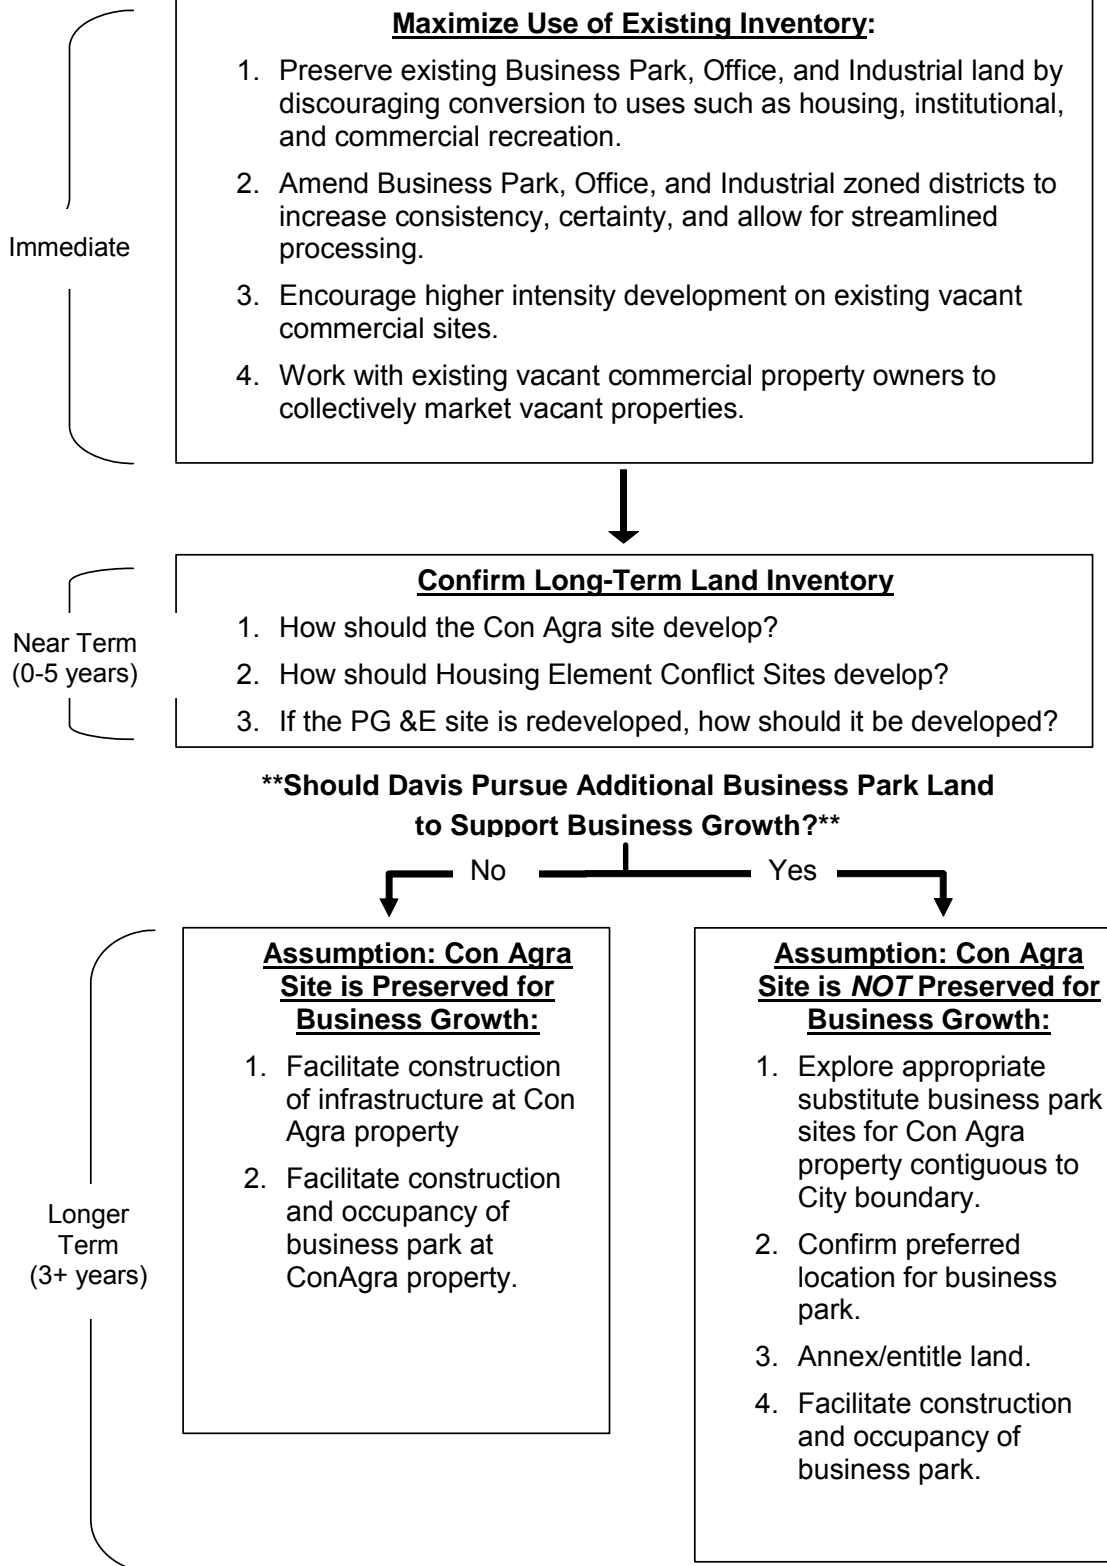 Maximize Use of Existing Inventory:
1. Preserve existing Business Park, Office, and Industrial land by
discouraging conversion to uses such as housing, institutional,
and commercial recreation.
2. Amend Business Park, Office, and Industrial zoned districts to
increase consistency, certainty, and allow for streamlined
processing.
3. Encourage higher intensity development on existing vacant
commercial sites.
4. Work with existing vacant commercial property owners to
collectively market vacant properties.
Immediate
Confirm Long-Term Land Inventory
1. How should the Con Agra site develop?
2. How should Housing Element Conflict Sites develop?
3. If the PG &E site is redeveloped, how should it be developed?
Near Term
(0-5 years)
**Should Davis Pursue Additional Business Park Land
to Support Business Growth?**
No
Yes
Assumption: Con Agra
Site is Preserved for
Business Growth:
1. Facilitate construction
of infrastructure at Con
Agra property
2. Facilitate construction
and occupancy of
business park at
ConAgra property.
Assumption: Con Agra
Site is NOT Preserved for
Business Growth:
1. Explore appropriate
substitute business park
sites for Con Agra
property contiguous to
City boundary.
2. Confirm preferred
location for business
park.
3. Annex/entitle land.
4. Facilitate construction
and occupancy of
business park.
Longer
Term
(3+ years)